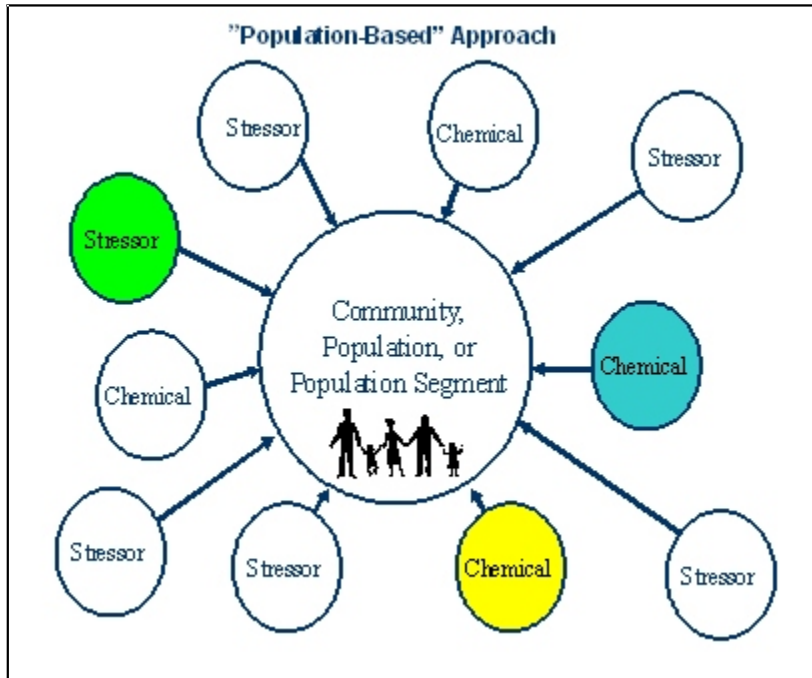 ”Population-Based” Approach
Stressor
Chemical
Stressor
Stressor
Community,
Population, or
Population Segment
Chemical
Chemical
Stressor
Stressor
Chemical
Stressor